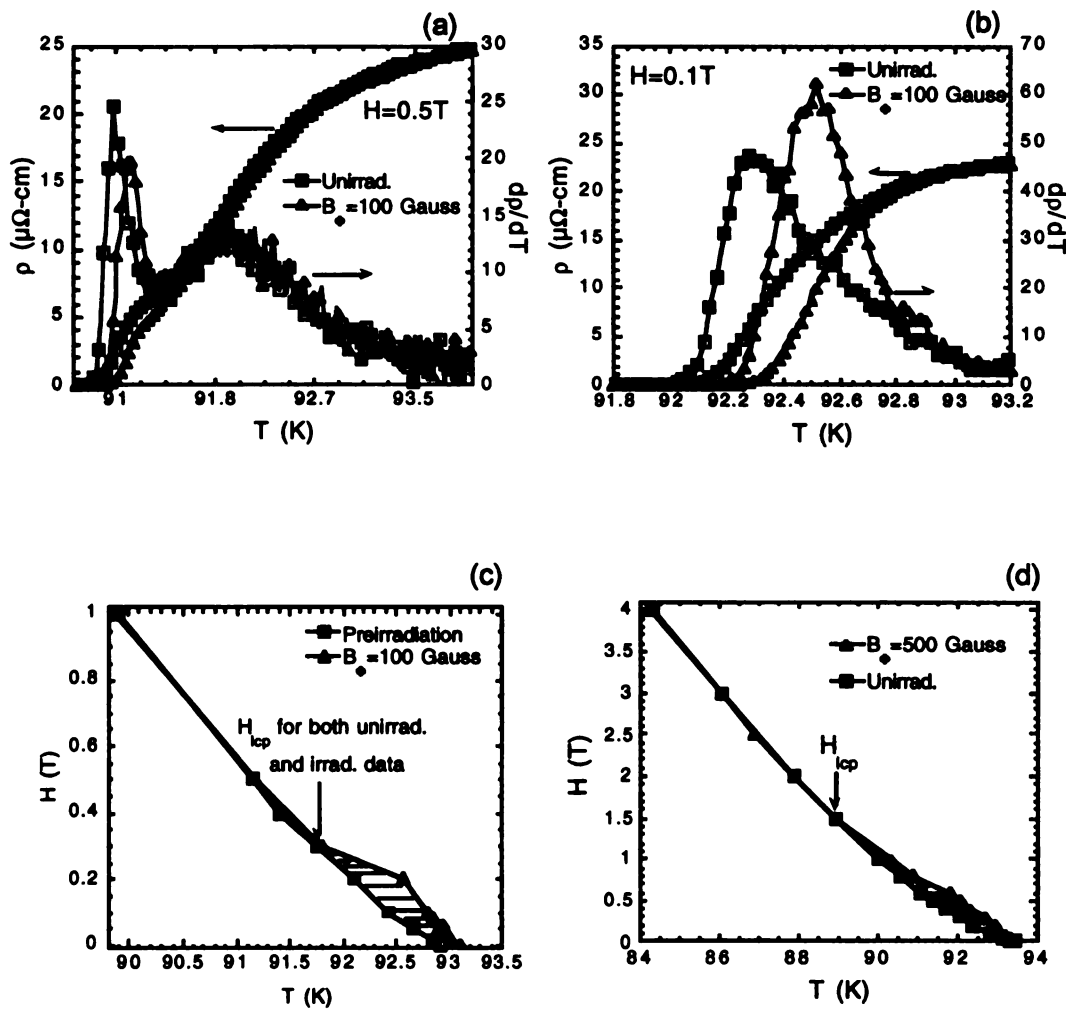 (a)
25
20
15
10
5
0
ρ (μΩ-cm)
H=0.5T
Unirrad.
B =100 Gauss
Φ
30
25
20
15
10
5
0
dρ/dT
91
91.8
92.7
93.5
T (K)
(b)
35
30
25
20
15
10
5
0
ρ (μΩ-cm)
H=0.1T
Unirrad.
B =100 Gauss
Φ
70
60
50
40
30
20
10
0
dρ/dT
91.8
92
92.2
92.4
92.6
92.8
93
93.2
T (K)
(c)
1
0.8
0.6
0.4
0.2
0
H (T)
Preirradiation
B =100 Gauss
Φ
H_lcp for both unirrad.
and irrad. data
90
90.5
91
91.5
92
92.5
93
93.5
T (K)
(d)
4
3.5
3
2.5
2
1.5
1
0.5
0
H (T)
B =500 Gauss
Φ
Unirrad.
H_lcp
84
86
88
90
92
94
T (K)